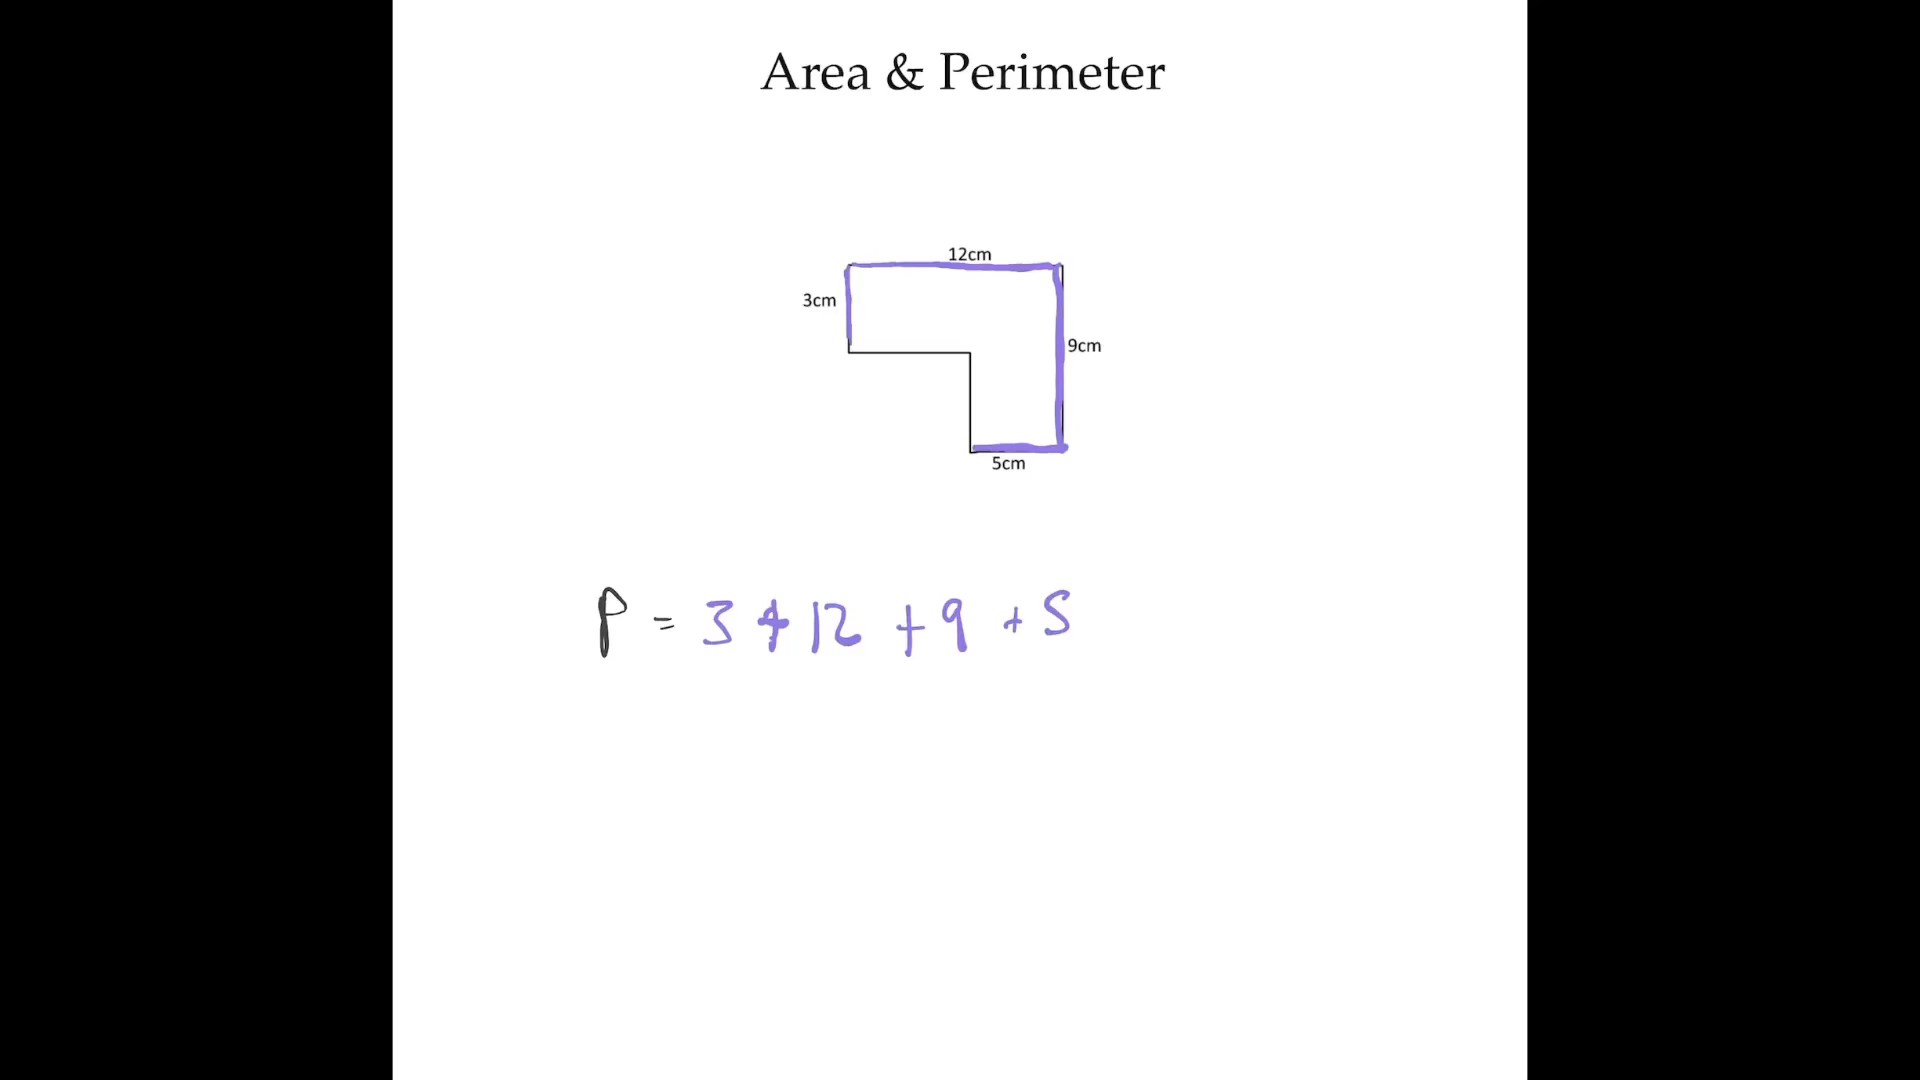 Area & Perimeter
12cm
3cm
9cm
5cm
P = 3 + 12 + 9 + 5